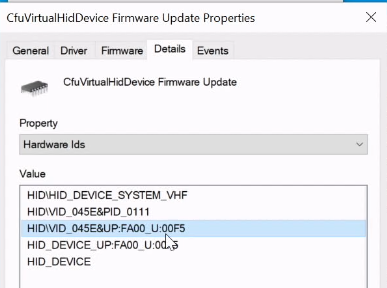 CfuVirtualHidDevice Firmware Update Properties
General Driver Firmware Details Events
CfuVirtualHidDevice Firmware Update
Property
Hardware Ids
Value
HID\HID_DEVICE_SYSTEM_VHF
HID\VID_045E&PID_0111
HID\VID_045E&UP:FA00_U:00F5
HID_DEVICE_UP:FA00_U:00
HID_DEVICE